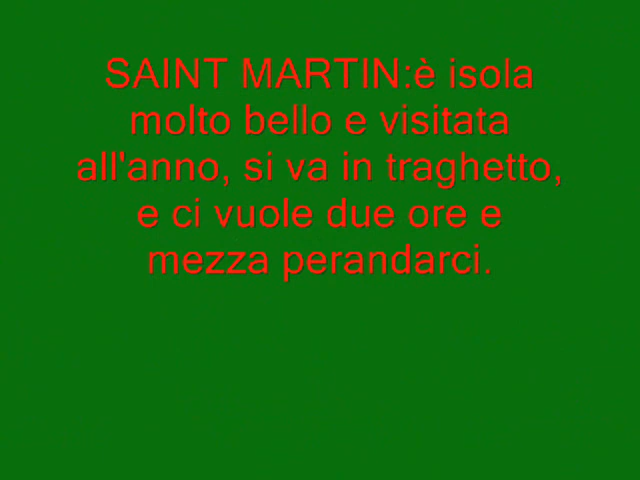 SAINT MARTIN:è isola
molto bello e visitata
all'anno, si va in traghetto,
e ci vuole due ore e
mezza perandarci.